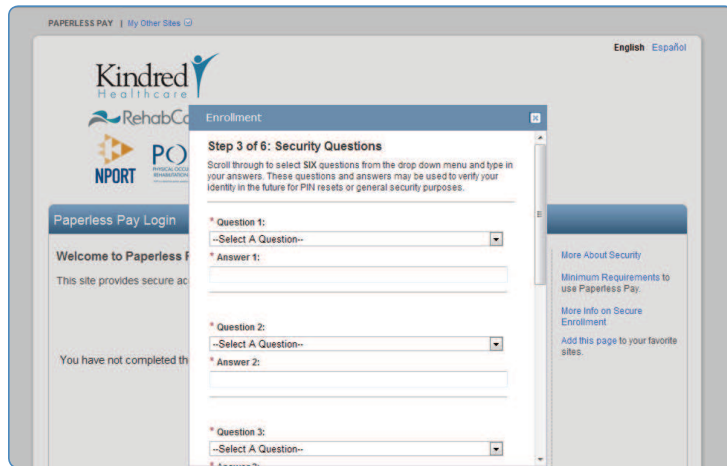 PAPERLESS PAY | My Other Sites
English Español
Kindred
Healthcare
RehabCa
NPORT
PHYSICAL OCCU
REHABILITATION
Enrollment
Step 3 of 6: Security Questions
Scroll through to select SIX questions from the drop down menu and type in
your answers. These questions and answers may be used to verify your
identity in the future for PIN resets or general security purposes.
* Question 1:
--Select A Question--
* Answer 1:
* Question 2:
--Select A Question--
* Answer 2:
* Question 3:
--Select A Question--
* Answer 3:
Paperless Pay Login
Welcome to Paperless P
This site provides secure ac
You have not completed th
More About Security
Minimum Requirements to
use Paperless Pay.
More Info on Secure
Enrollment
Add this page to your favorite
sites.